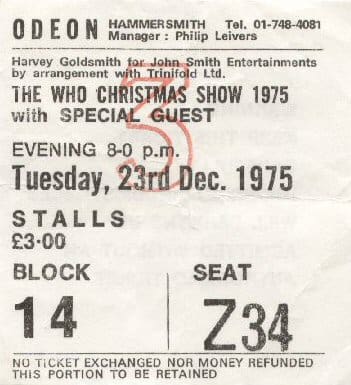 ODEON HAMMERSMITH Tel. 01-748-4081
Manager : Philip Leivers
Harvey Goldsmith for John Smith Entertainments
by arrangement with Trinifold Ltd.
THE WHO CHRISTMAS SHOW 1975
with SPECIAL GUEST
EVENING 8-0 p.m.
Tuesday, 23rd Dec. 1975
STALLS
£3·00
BLOCK SEAT
14 Z34
NO TICKET EXCHANGED NOR MONEY REFUNDED
THIS PORTION TO BE RETAINED
3